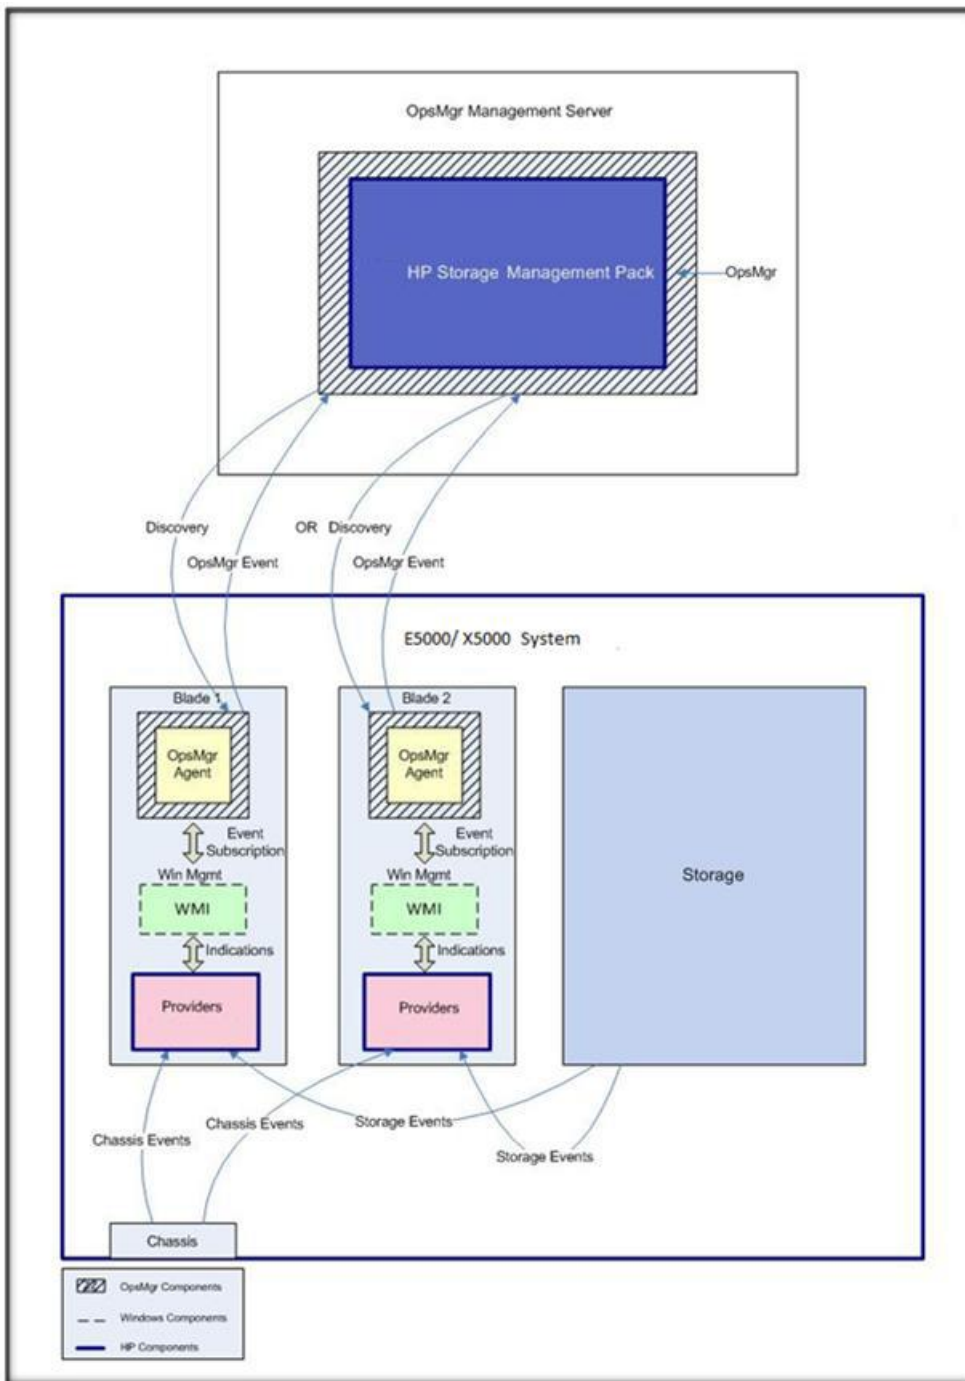 OpsMgr Management Server
HP Storage Management Pack
OpsMgr
Discovery
OR Discovery
OpsMgr Event
OpsMgr Event
E5000/ X5000 System
Blade 1
Blade 2
OpsMgr
Agent
OpsMgr
Agent
Event
Subscription
Event
Subscription
Win Mgmt
Win Mgmt
WMI
WMI
Storage
Indications
Indications
Providers
Providers
Chassis Events
Chassis Events
Storage Events
Storage Events
Chassis
OpsMgr Components
Windows Components
HP Components